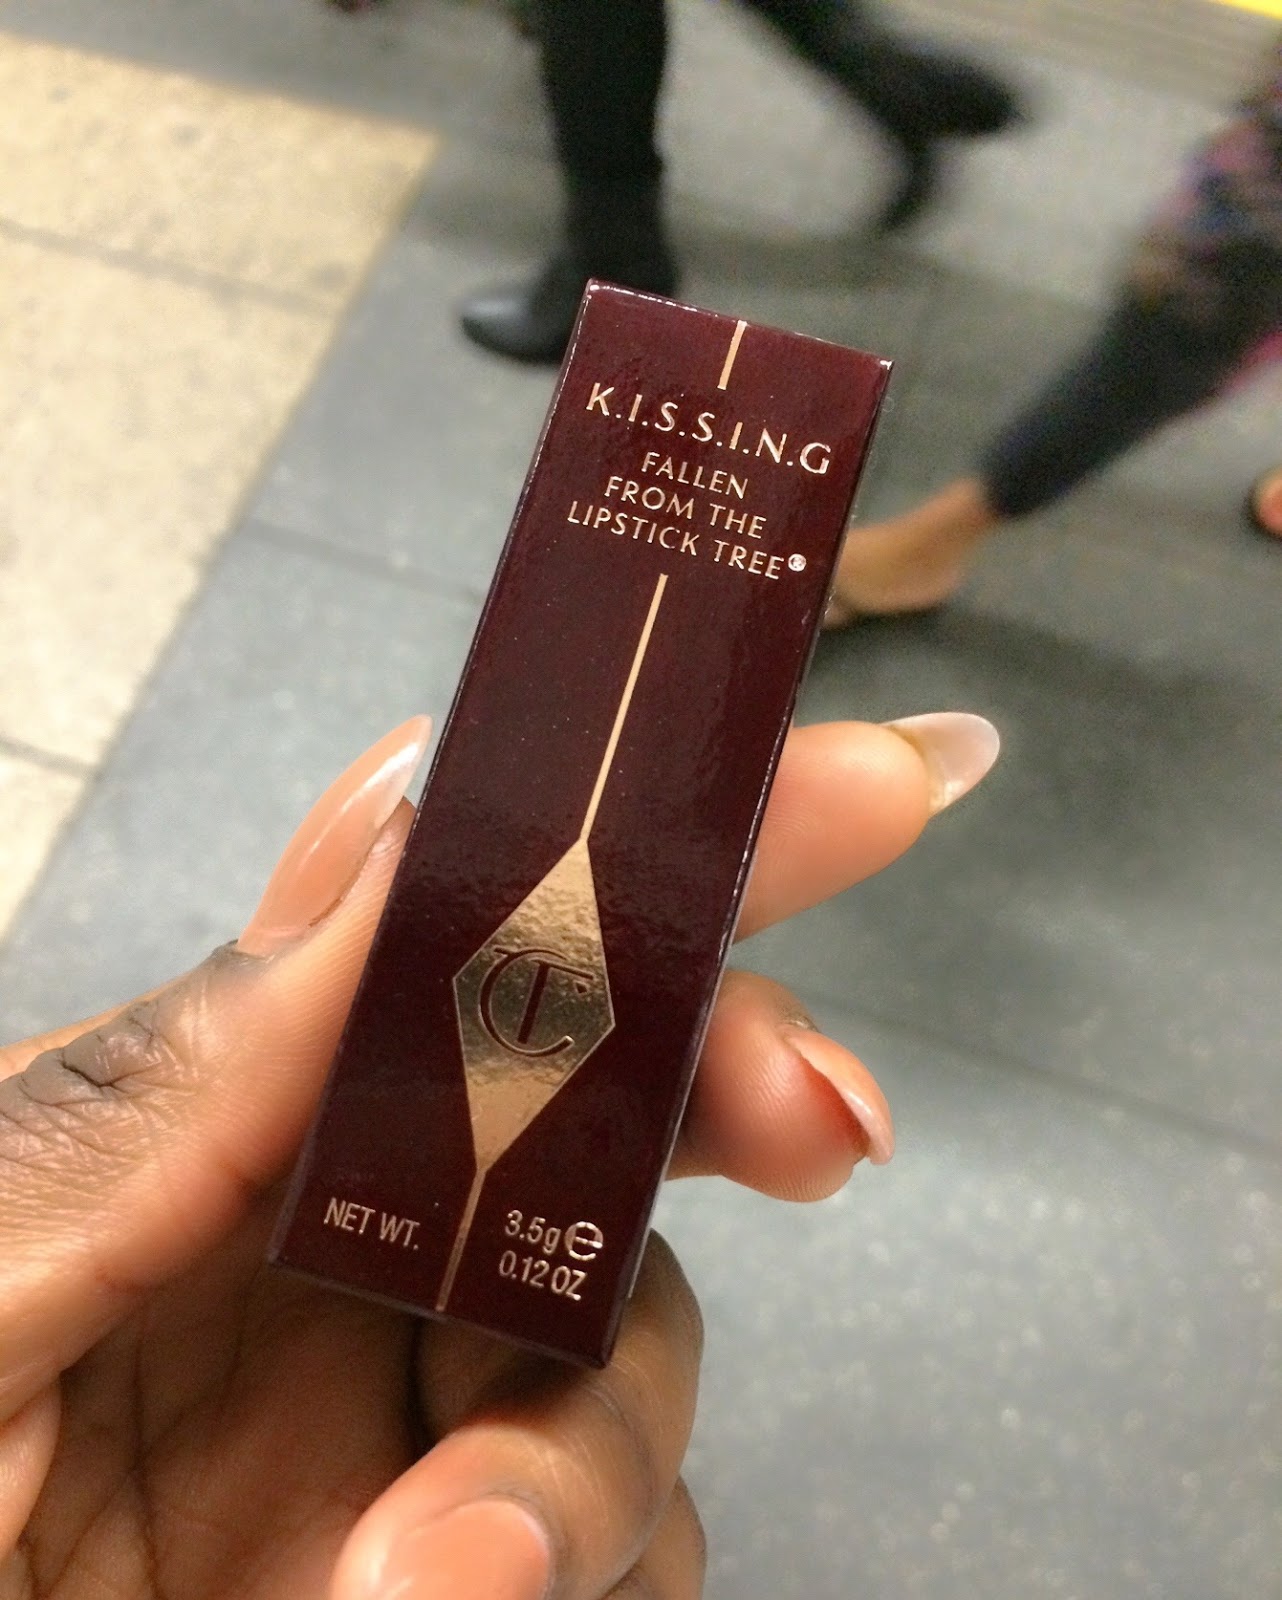 K.I.S.S.I.N.G
FALLEN
FROM THE
LIPSTICK TREE®
CT
NET WT.
3.5g ℮
0.12 OZ